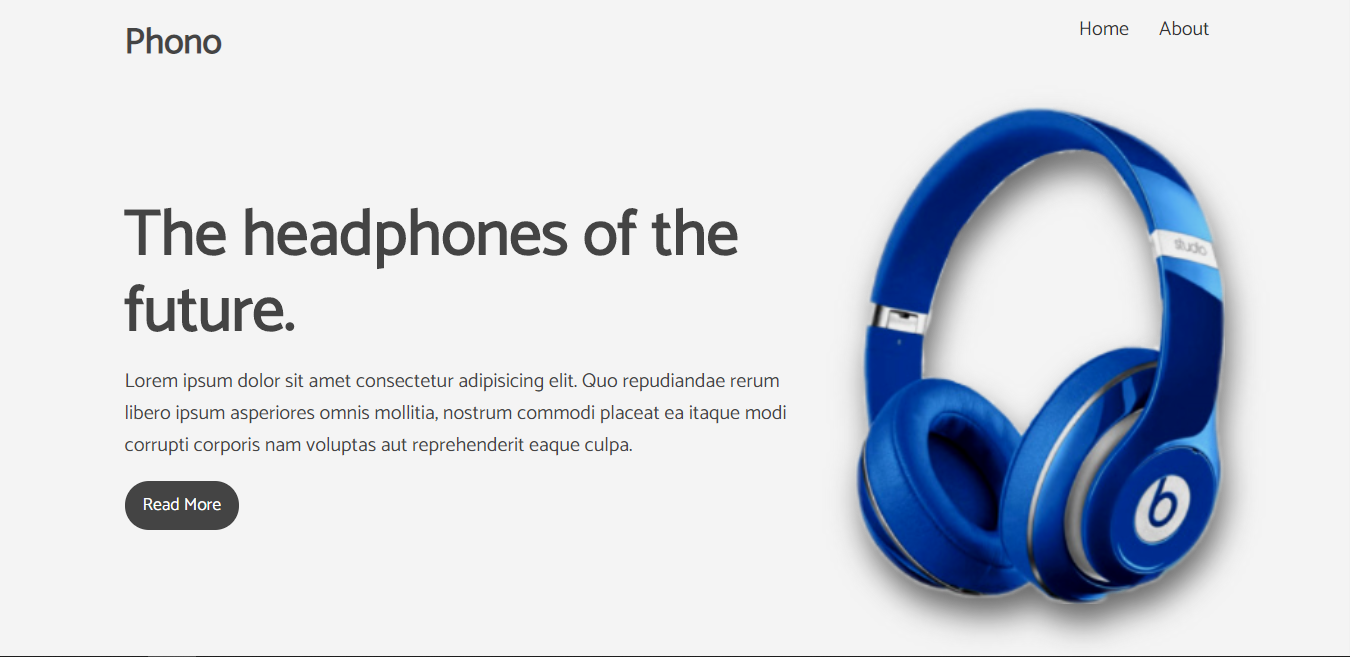 Phono
Home About
The headphones of the
future.
Lorem ipsum dolor sit amet consectetur adipisicing elit. Quo repudiandae rerum
libero ipsum asperiores omnis mollitia, nostrum commodi placeat ea itaque modi
corrupti corporis nam voluptas aut reprehenderit eaque culpa.
Read More
studio
b